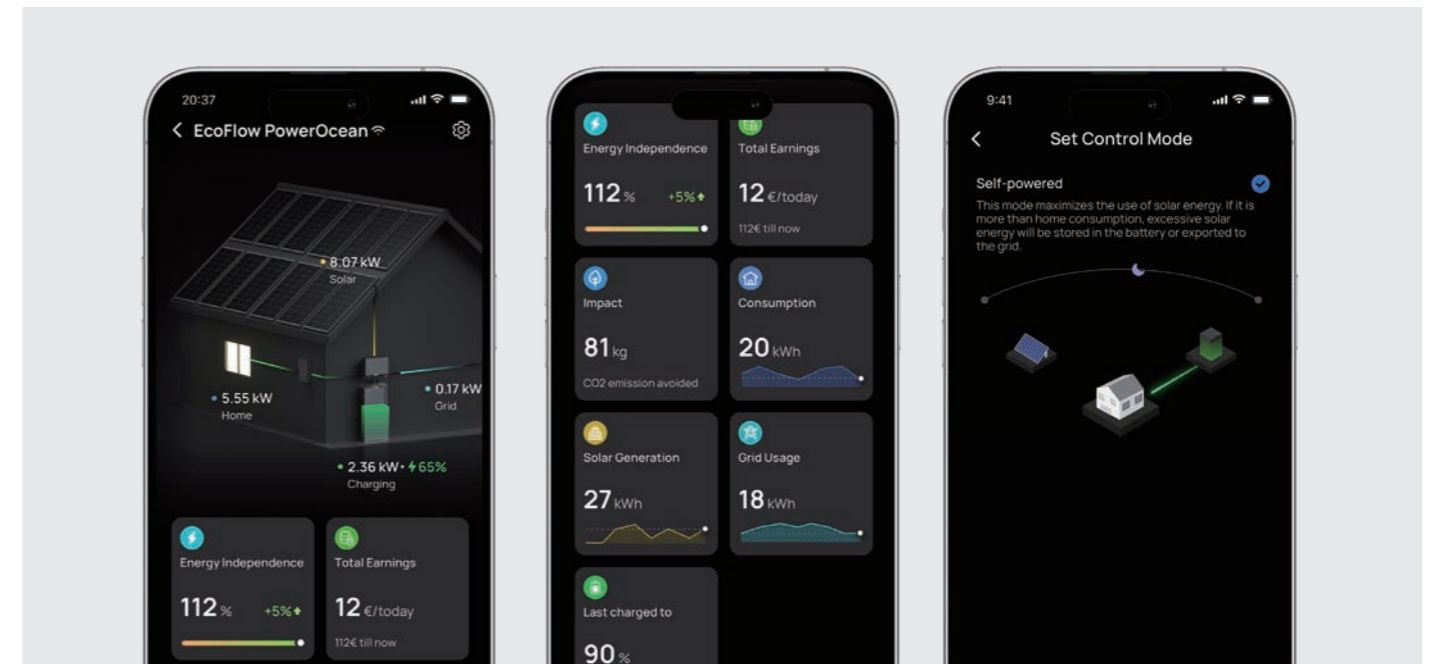 20:37
EcoFlow PowerOcean
8.07 kW
Solar
5.55 kW
Home
0.17 kW
Grid
2.36 kW · 65%
Charging
Energy Independence
112 % +5%
Total Earnings
12 €/today
112€ till now
Energy Independence
112 % +5%
Total Earnings
12 €/today
112€ till now
Impact
81 kg
CO2 emission avoided
Consumption
20 kWh
Solar Generation
27 kWh
Grid Usage
18 kWh
Last charged to
90 %
9:41
Set Control Mode
Self-powered
This mode maximizes the use of solar energy. If it is
more than home consumption, excessive solar
energy will be stored in the battery or exported to
the grid.